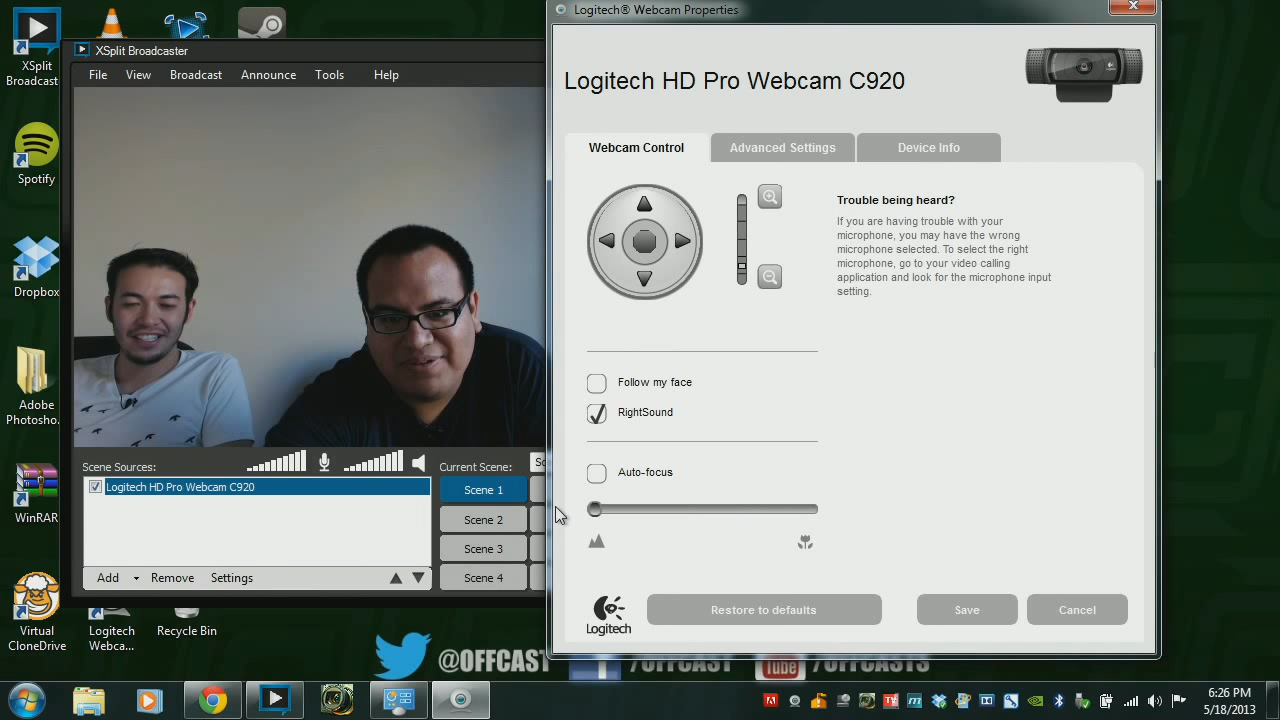 XSplit
Broadcast
Spotify
Dropbox
Adobe
Photosho...
WinRAR
Virtual
CloneDrive
Logitech
Webca...
Recycle Bin
XSplit Broadcaster
File View Broadcast Announce Tools Help
Scene Sources:
Logitech HD Pro Webcam C920
Add Remove Settings
Current Scene:
Scene 1
Scene 2
Scene 3
Scene 4
Logitech® Webcam Properties
Logitech HD Pro Webcam C920
Webcam Control Advanced Settings Device Info
Trouble being heard?
If you are having trouble with your
microphone, you may have the wrong
microphone selected. To select the right
microphone, go to your video calling
application and look for the microphone input
setting.
Follow my face
RightSound
Auto-focus
Logitech
Restore to defaults Save Cancel
@OFFCAST /OFFCAST You Tube /OFFCASTS
6:26 PM
5/18/2013